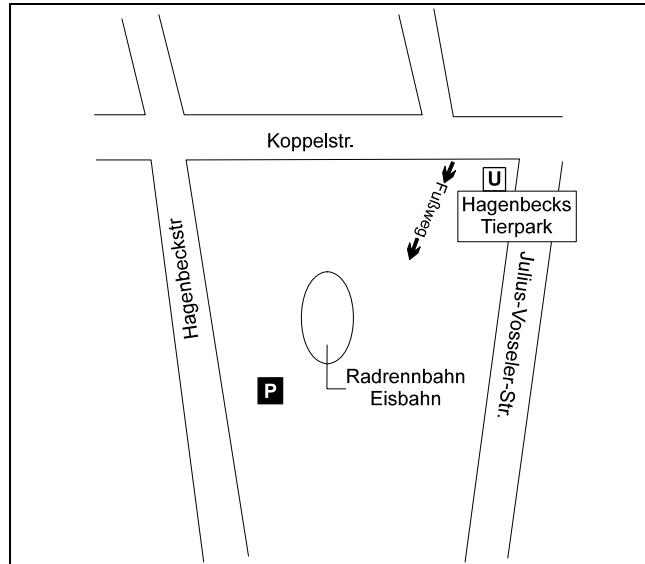 Koppelstr.
U
Fußweg
Hagenbecks
Tierpark
Hagenbeckstr
Julius-Vosseler-Str.
P
Radrennbahn
Eisbahn